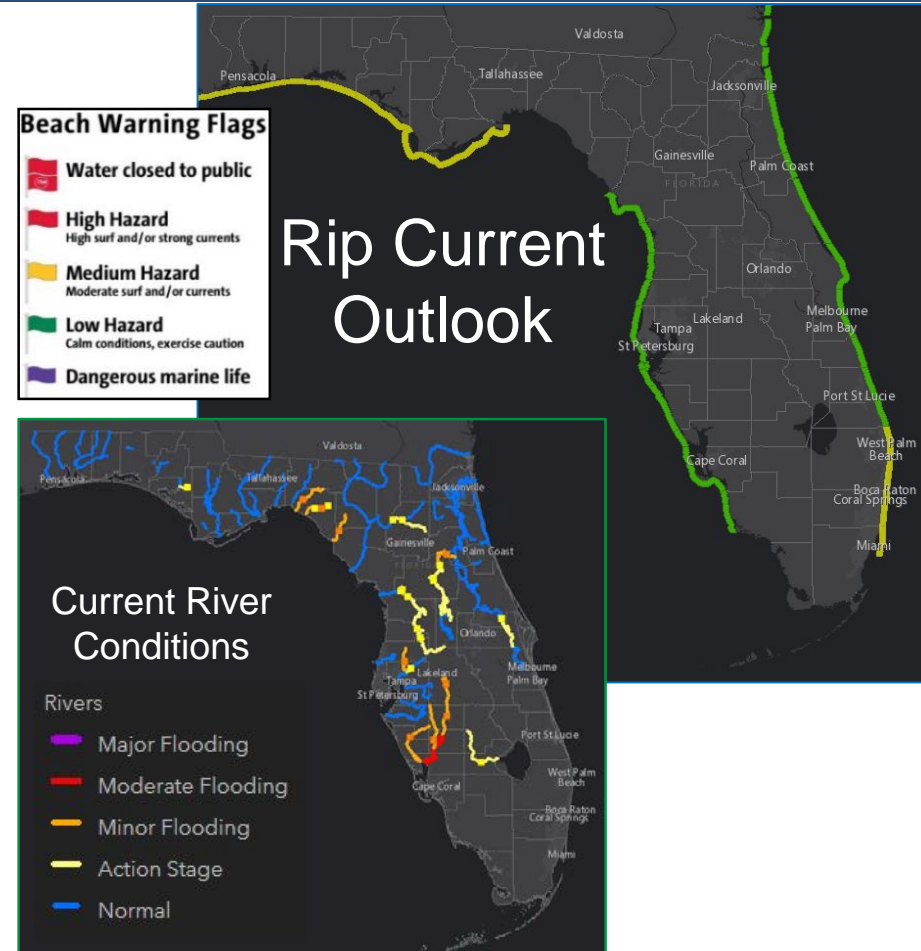 Valdosta
Tallahassee
Pensacola
Jacksonville
Beach Warning Flags
Water closed to public
High Hazard
High surf and/or strong currents
Medium Hazard
Moderate surf and/or currents
Low Hazard
Calm conditions, exercise caution
Dangerous marine life
Gainesville
Palm Coast
FLORIDA
Rip Current
Outlook
Orlando
Melbourne
Palm Bay
Lakeland
Tampa
St Petersburg
Port St Lucie
Cape Coral
West Palm
Beach
Boca Raton
Coral Springs
Miami
Valdosta
Pensacola
Tallahassee
Jacksonville
Gainesville
Palm Coast
FLORIDA
Current River
Conditions
Orlando
Melbourne
Palm Bay
Lakeland
Tampa
St Petersburg
Rivers
Major Flooding
Moderate Flooding
Minor Flooding
Action Stage
Normal
Port St Lucie
West Palm
Beach
Cape Coral
Boca Raton
Coral Springs
Miami